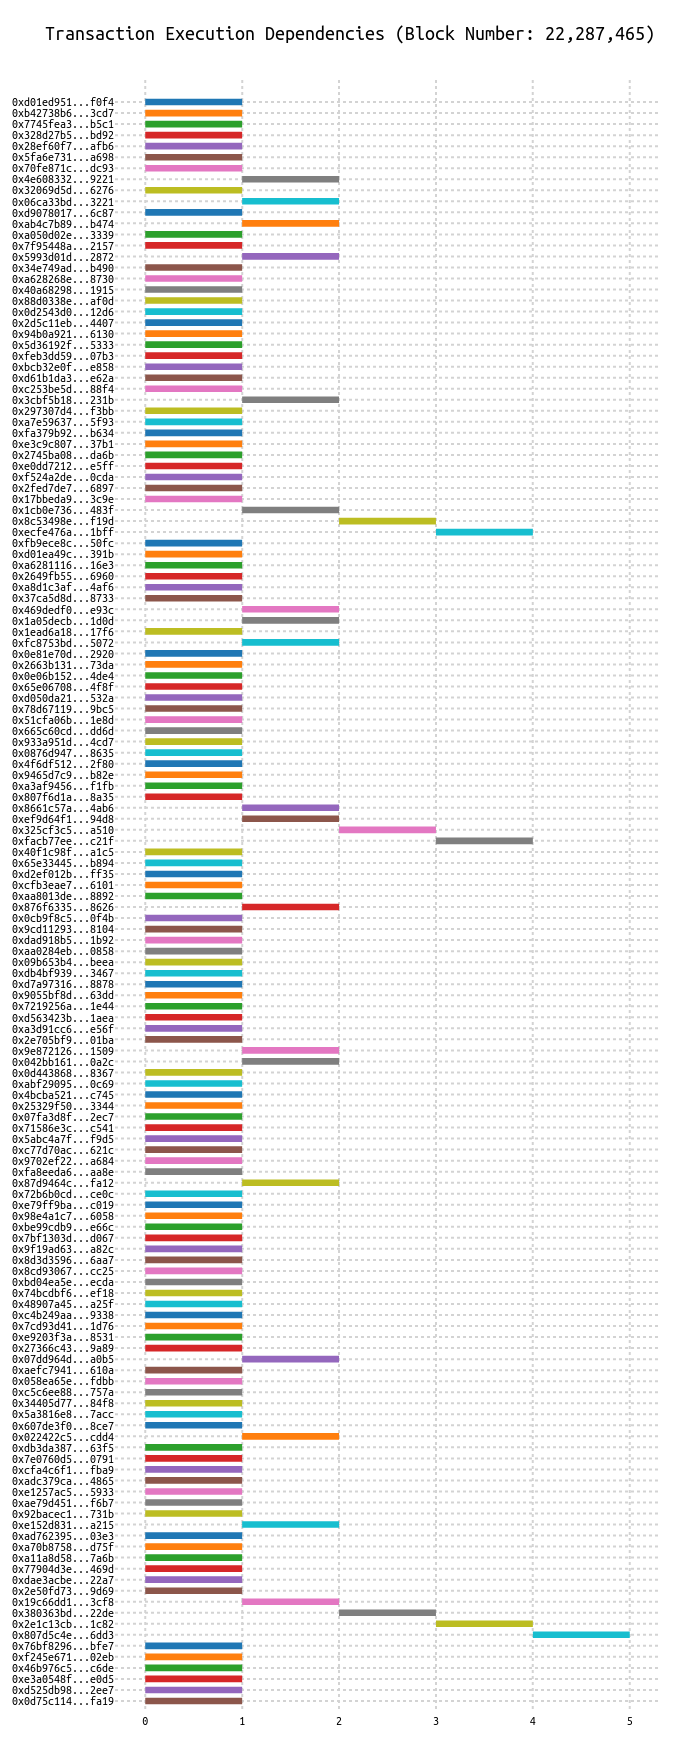 Transaction Execution Dependencies (Block Number: 22,287,465)
0xd01ed951...f0f4
0xb42738b6...3cd7
0x7745fea3...b5c1
0x328d27b5...bd92
0x28ef60f7...afb6
0x5fa6e731...a698
0x70fe871c...dc93
0x4e608332...9221
0x32069d5d...6276
0x06ca33bd...3221
0xd9078017...6c87
0xab4c7b89...b474
0xa050d02e...3339
0x7f95448a...2157
0x5993d01d...2872
0x34e749ad...b490
0xa628268e...8730
0x40a68298...1915
0x88d0338e...af0d
0x0d2543d0...12d6
0x2d5c11eb...4407
0x94b0a921...6130
0x5d36192f...5333
0xfeb3dd59...07b3
0xbcb32e0f...e858
0xd61b1da3...e62a
0xc253be5d...88f4
0x3cbf5b18...231b
0x297307d4...f3bb
0xa7e59637...5f93
0xfa379b92...b634
0xe3c9c807...37b1
0x2745ba08...da6b
0xe0dd7212...e5ff
0xf524a2de...0cda
0x2fed7de7...6897
0x17bbeda9...3c9e
0x1cb0e736...483f
0x8c53498e...f19d
0xecfe476a...1bff
0xfb9ece8c...50fc
0xd01ea49c...391b
0xa6281116...16e3
0x2649fb55...6960
0xa8d1c3af...4af6
0x37ca5d8d...8733
0x469dedf0...e93c
0x1a05decb...1d0d
0x1ead6a18...17f6
0xfc8753bd...5072
0x0e81e70d...2920
0x2663b131...73da
0x0e06b152...4de4
0x65e06708...4f8f
0xd050da21...532a
0x78d67119...9bc5
0x51cfa06b...1e8d
0x665c60cd...dd6d
0x933a951d...4cd7
0x0876d947...8635
0x4f6df512...2f80
0x9465d7c9...b82e
0xa3af9456...f1fb
0x807f6d1a...8a35
0x8661c57a...4ab6
0xef9d64f1...94d8
0x325cf3c5...a510
0xfacb77ee...c21f
0x40f1c98f...a1c5
0x65e33445...b894
0xd2ef012b...ff35
0xcfb3eae7...6101
0xaa8013de...8892
0x876f6335...8626
0x0cb9f8c5...0f4b
0x9cd11293...8104
0xdad918b5...1b92
0xaa0284eb...0858
0x09b653b4...beea
0xdb4bf939...3467
0xd7a97316...8878
0x9055bf8d...63dd
0x7219256a...1e44
0xd563423b...1aea
0xa3d91cc6...e56f
0x2e705bf9...01ba
0x9e872126...1509
0x042bb161...0a2c
0x0d443868...8367
0xabf29095...0c69
0x4bcba521...c745
0x25329f50...3344
0x07fa3d8f...2ec7
0x71586e3c...c541
0x5abc4a7f...f9d5
0xc77d70ac...621c
0x9702ef22...a684
0xfa8eeda6...aa8e
0x87d9464c...fa12
0x72b6b0cd...ce0c
0xe79ff9ba...c019
0x98e4a1c7...6058
0xbe99cdb9...e66c
0x7bf1303d...d067
0x9f19ad63...a82c
0x8d3d3596...6aa7
0x8cd93067...cc25
0xbd04ea5e...ecda
0x74bcdbf6...ef18
0x48907a45...a25f
0xc4b249aa...9338
0x7cd93d41...1d76
0xe9203f3a...8531
0x27366c43...9a89
0x07dd964d...a0b5
0xaefc7941...610a
0x058ea65e...fdbb
0xc5c6ee88...757a
0x34405d77...84f8
0x5a3816e8...7acc
0x607de3f0...8ce7
0x022422c5...cdd4
0xdb3da387...63f5
0x7e0760d5...0791
0xcfa4c6f1...fba9
0xadc379ca...4865
0xe1257ac5...5933
0xae79d451...f6b7
0x92bacec1...731b
0xe152d831...a215
0xad762395...03e3
0xa70b8758...d75f
0xa11a8d58...7a6b
0x77904d3e...469d
0xdae3acbe...22a7
0x2e50fd73...9d69
0x19c66dd1...3cf8
0x380363bd...22de
0x2e1c13cb...1c82
0x807d5c4e...6dd3
0x76bf8296...bfe7
0xf245e671...02eb
0x46b976c5...c6de
0xe3a0548f...e0d5
0xd525db98...2ee7
0x0d75c114...fa19
0 1 2 3 4 5